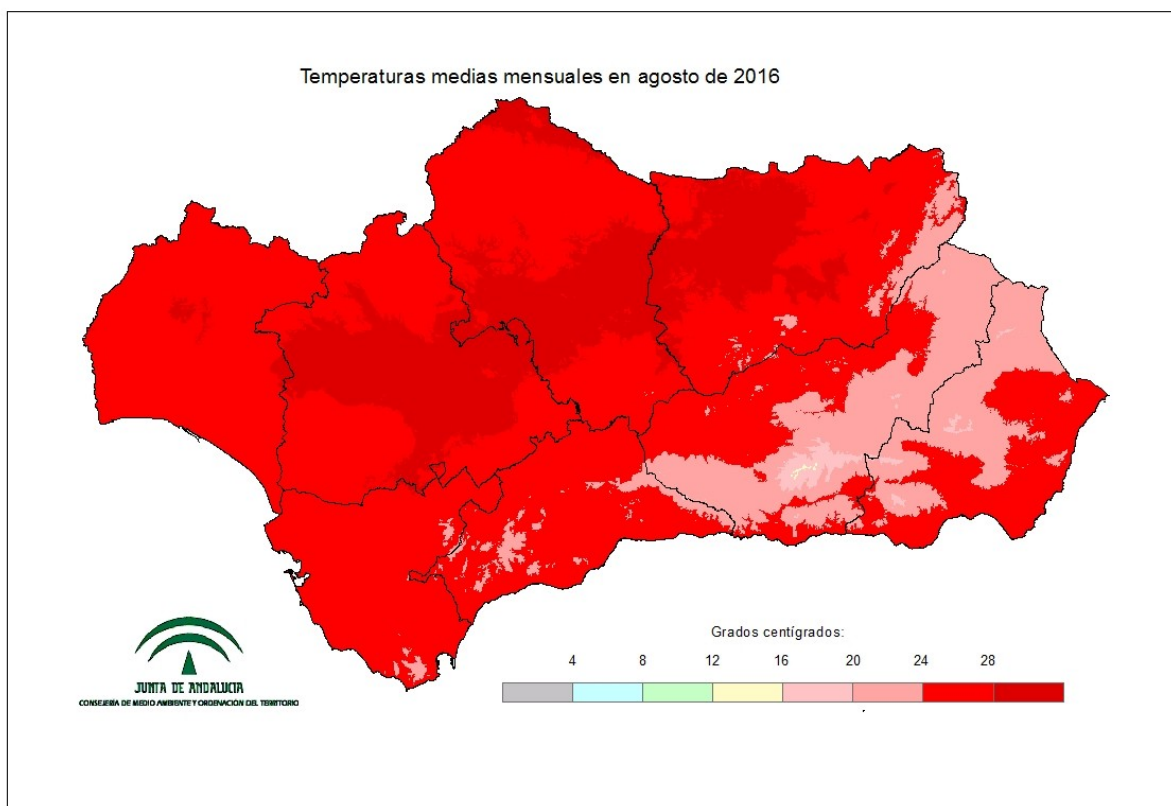 Temperaturas medias mensuales en agosto de 2016
Grados centígrados:
4 8 12 16 20 24 28
JUNTA DE ANDALUCIA
CONSEJERÍA DE MEDIO AMBIENTE Y ORDENACIÓN DEL TERRITORIO